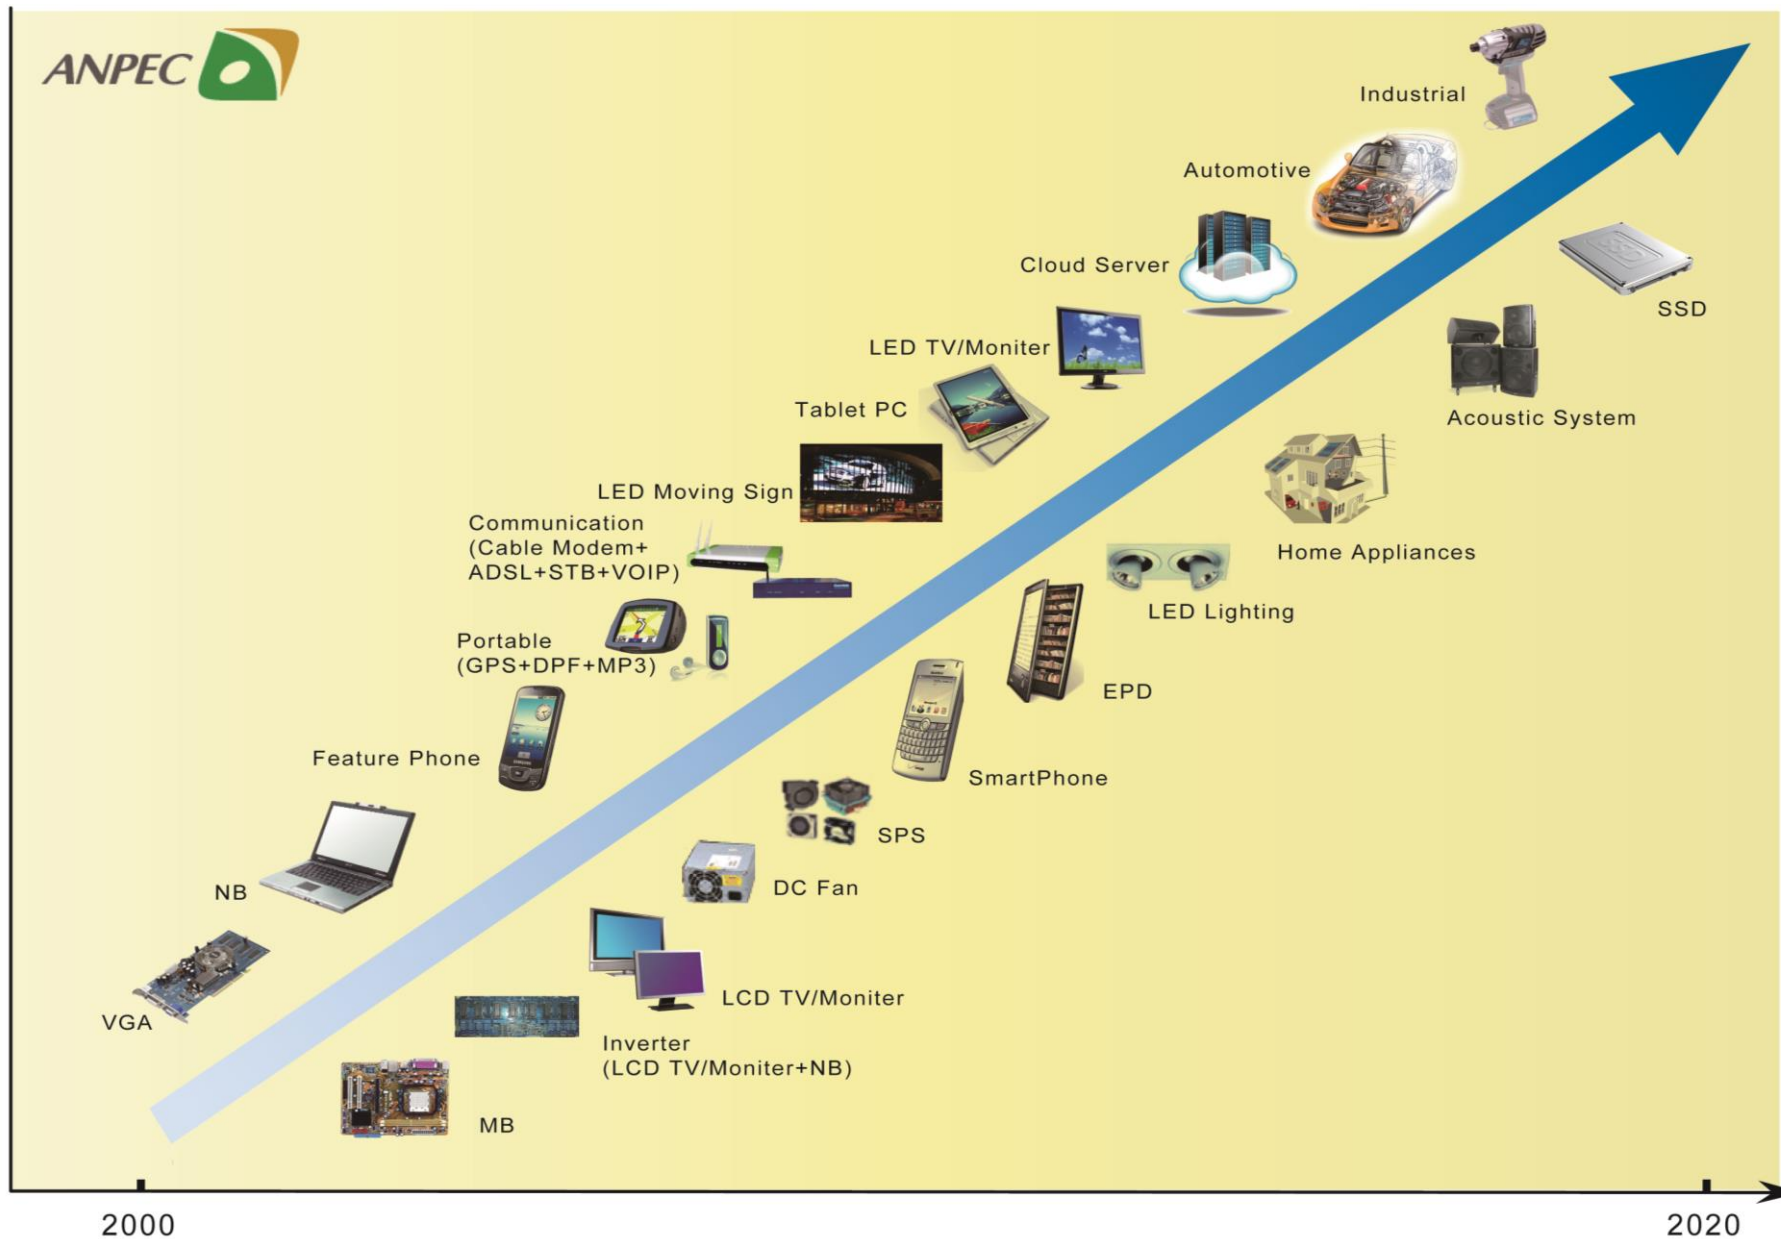 ANPEC
Industrial
Automotive
Cloud Server
SSD
LED TV/Moniter
Tablet PC
Acoustic System
LED Moving Sign
Communication
(Cable Modem+
ADSL+STB+VOIP)
Home Appliances
LED Lighting
Portable
(GPS+DPF+MP3)
EPD
Feature Phone
SmartPhone
SPS
NB
DC Fan
LCD TV/Moniter
VGA
Inverter
(LCD TV/Moniter+NB)
MB
2000
2020